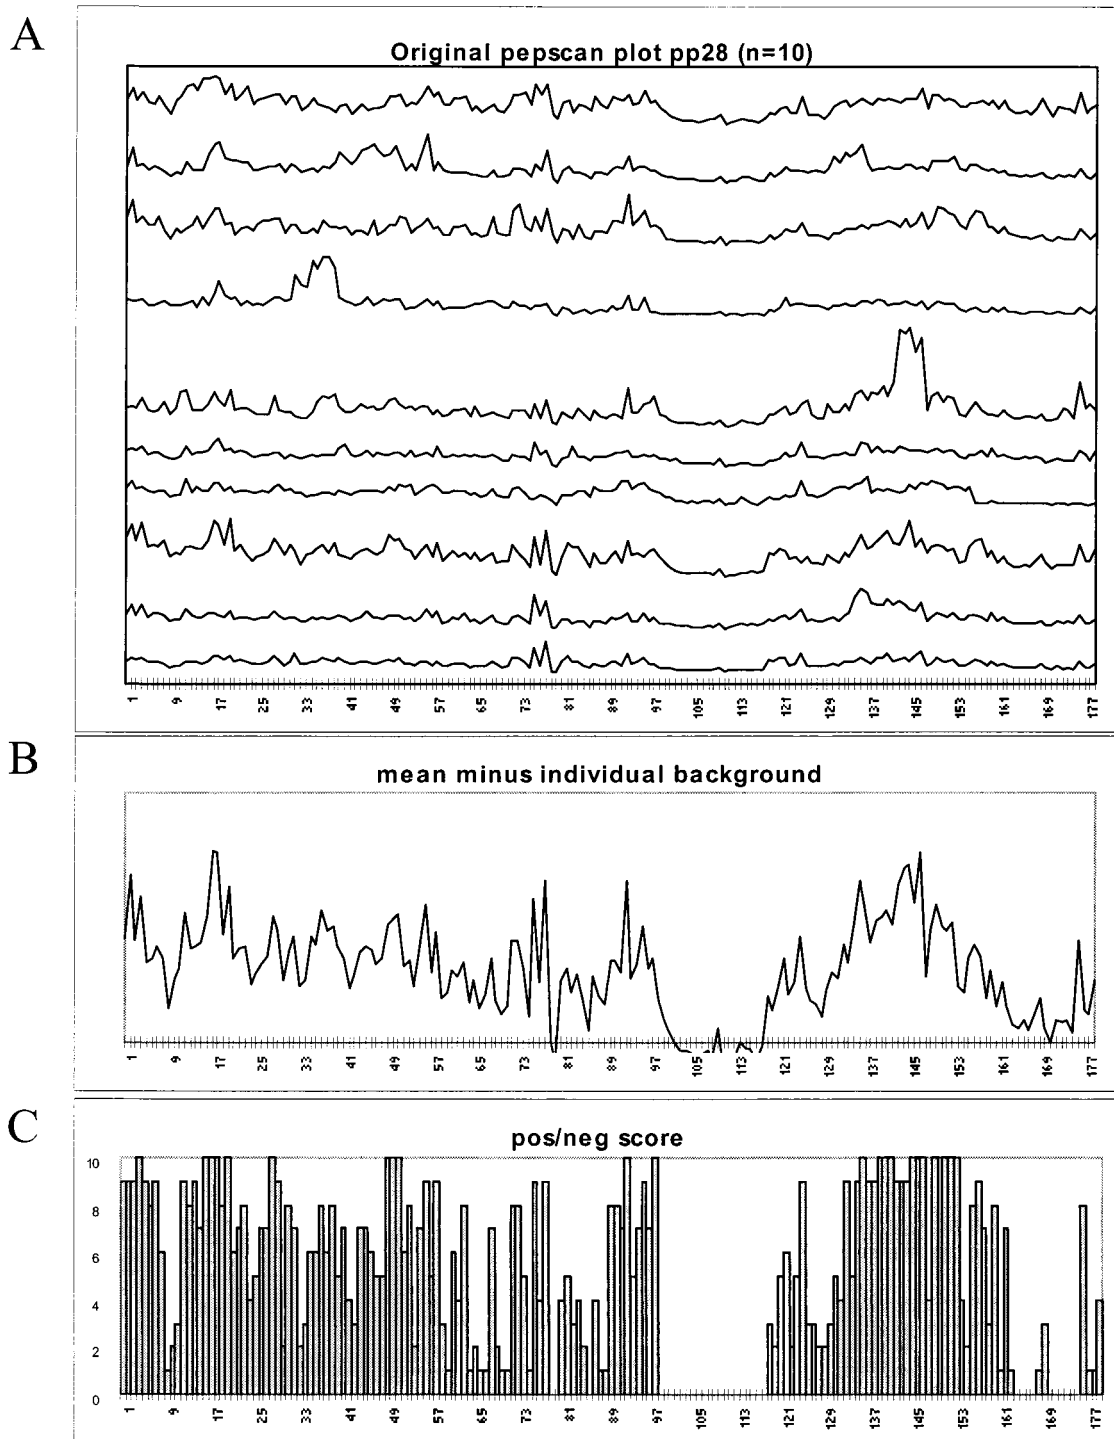 A
Original pepscan plot pp28 (n=10)
1 9 17 25 33 41 49 57 65 73 81 89 97 105 113 121 129 137 145 153 161 169 177
B
mean minus individual background
1 9 17 25 33 41 49 57 65 73 81 89 97 105 113 121 129 137 145 153 161 169 177
C
pos/neg score
10
8
6
4
2
0
1 9 17 25 33 41 49 57 65 73 81 89 97 105 113 121 129 137 145 153 161 169 177